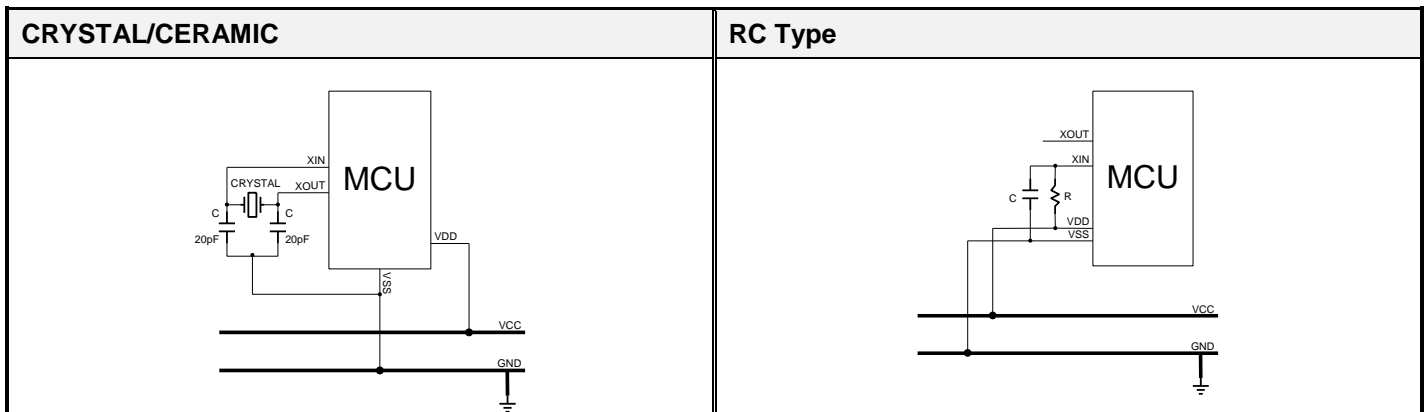 CRYSTAL/CERAMIC
RC Type
XIN
CRYSTAL
XOUT
MCU
C
C
20pF
20pF
VDD
VSS
VCC
GND
XOUT
XIN
MCU
C
R
VDD
VSS
VCC
GND